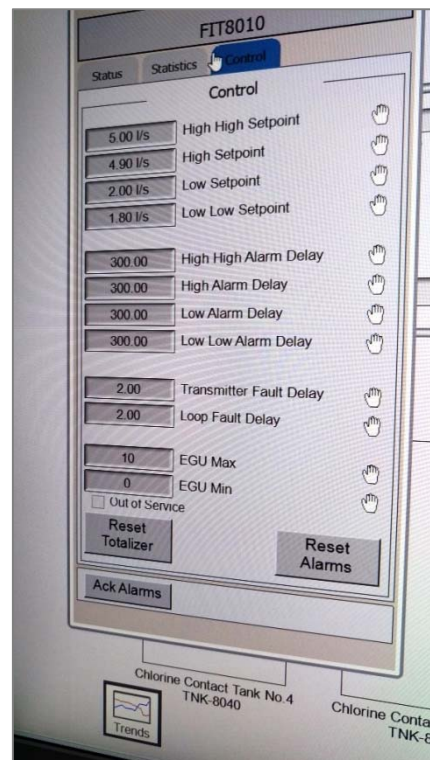 FIT8010
Status Statistics Control
Control
5.00 l/s High High Setpoint
4.90 l/s High Setpoint
2.00 l/s Low Setpoint
1.80 l/s Low Low Setpoint
300.00 High High Alarm Delay
300.00 High Alarm Delay
300.00 Low Alarm Delay
300.00 Low Low Alarm Delay
2.00 Transmitter Fault Delay
2.00 Loop Fault Delay
10 EGU Max
0 EGU Min
Out of Service
Reset
Totalizer
Reset
Alarms
Ack Alarms
Chlorine Contact Tank No.4
TNK-8040
Chlorine Conta
TNK-8
Trends